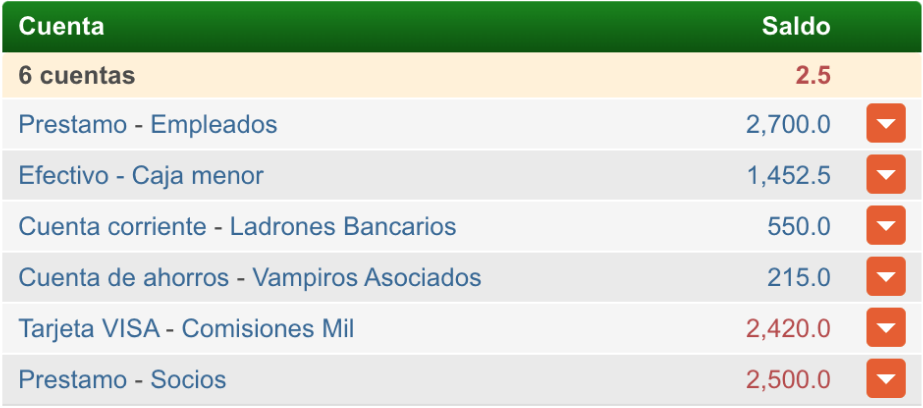 Cuenta Saldo
6 cuentas 2.5
Prestamo - Empleados 2,700.0
Efectivo - Caja menor 1,452.5
Cuenta corriente - Ladrones Bancarios 550.0
Cuenta de ahorros - Vampiros Asociados 215.0
Tarjeta VISA - Comisiones Mil 2,420.0
Prestamo - Socios 2,500.0